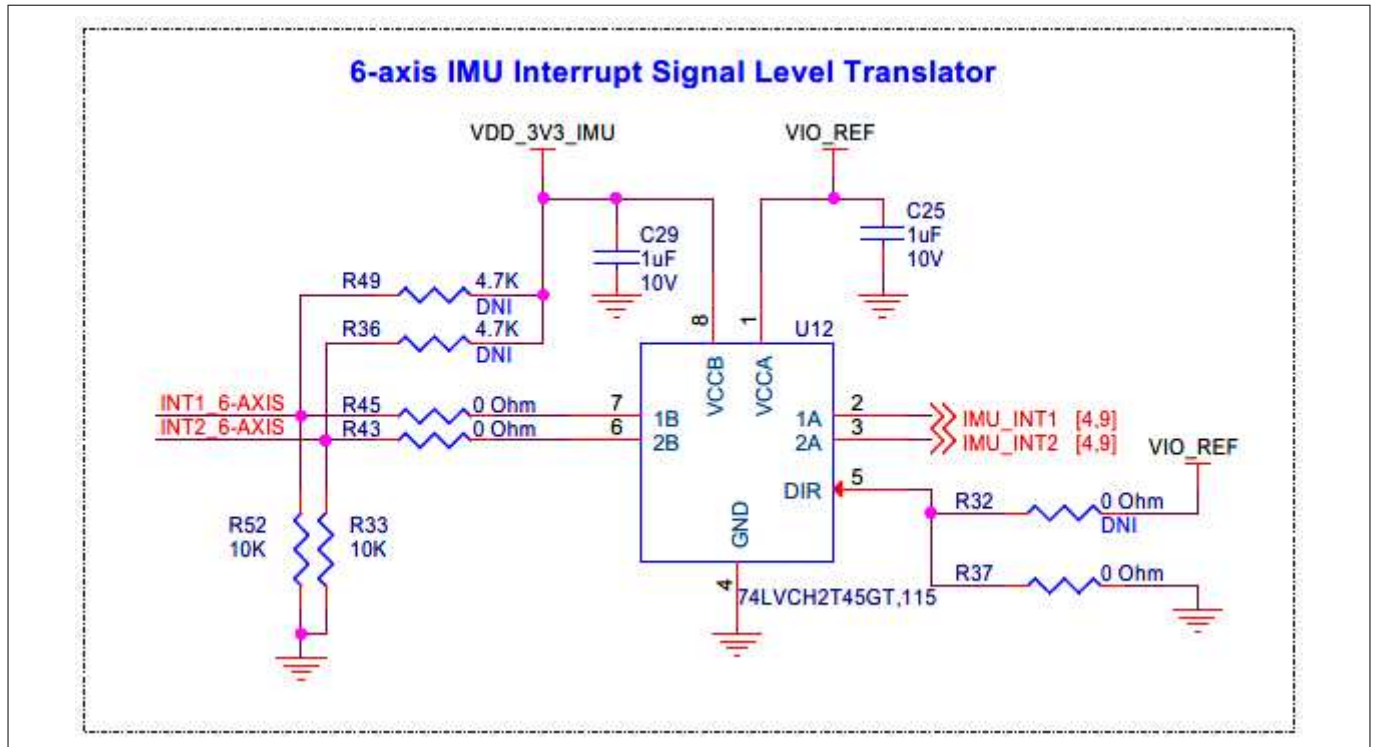 6-axis IMU Interrupt Signal Level Translator
VDD_3V3_IMU
VIO_REF
C29
1uF
10V
C25
1uF
10V
R49
4.7K
DNI
R36
4.7K
DNI
8
1
U12
VCCB
VCCA
INT1_6-AXIS
R45
0 Ohm
7
1B
1A
2
IMU_INT1 [4,9]
INT2_6-AXIS
R43
0 Ohm
6
2B
2A
3
IMU_INT2 [4,9]
VIO_REF
DIR
5
R32
0 Ohm
DNI
R52
10K
R33
10K
GND
4
74LVCH2T45GT,115
R37
0 Ohm